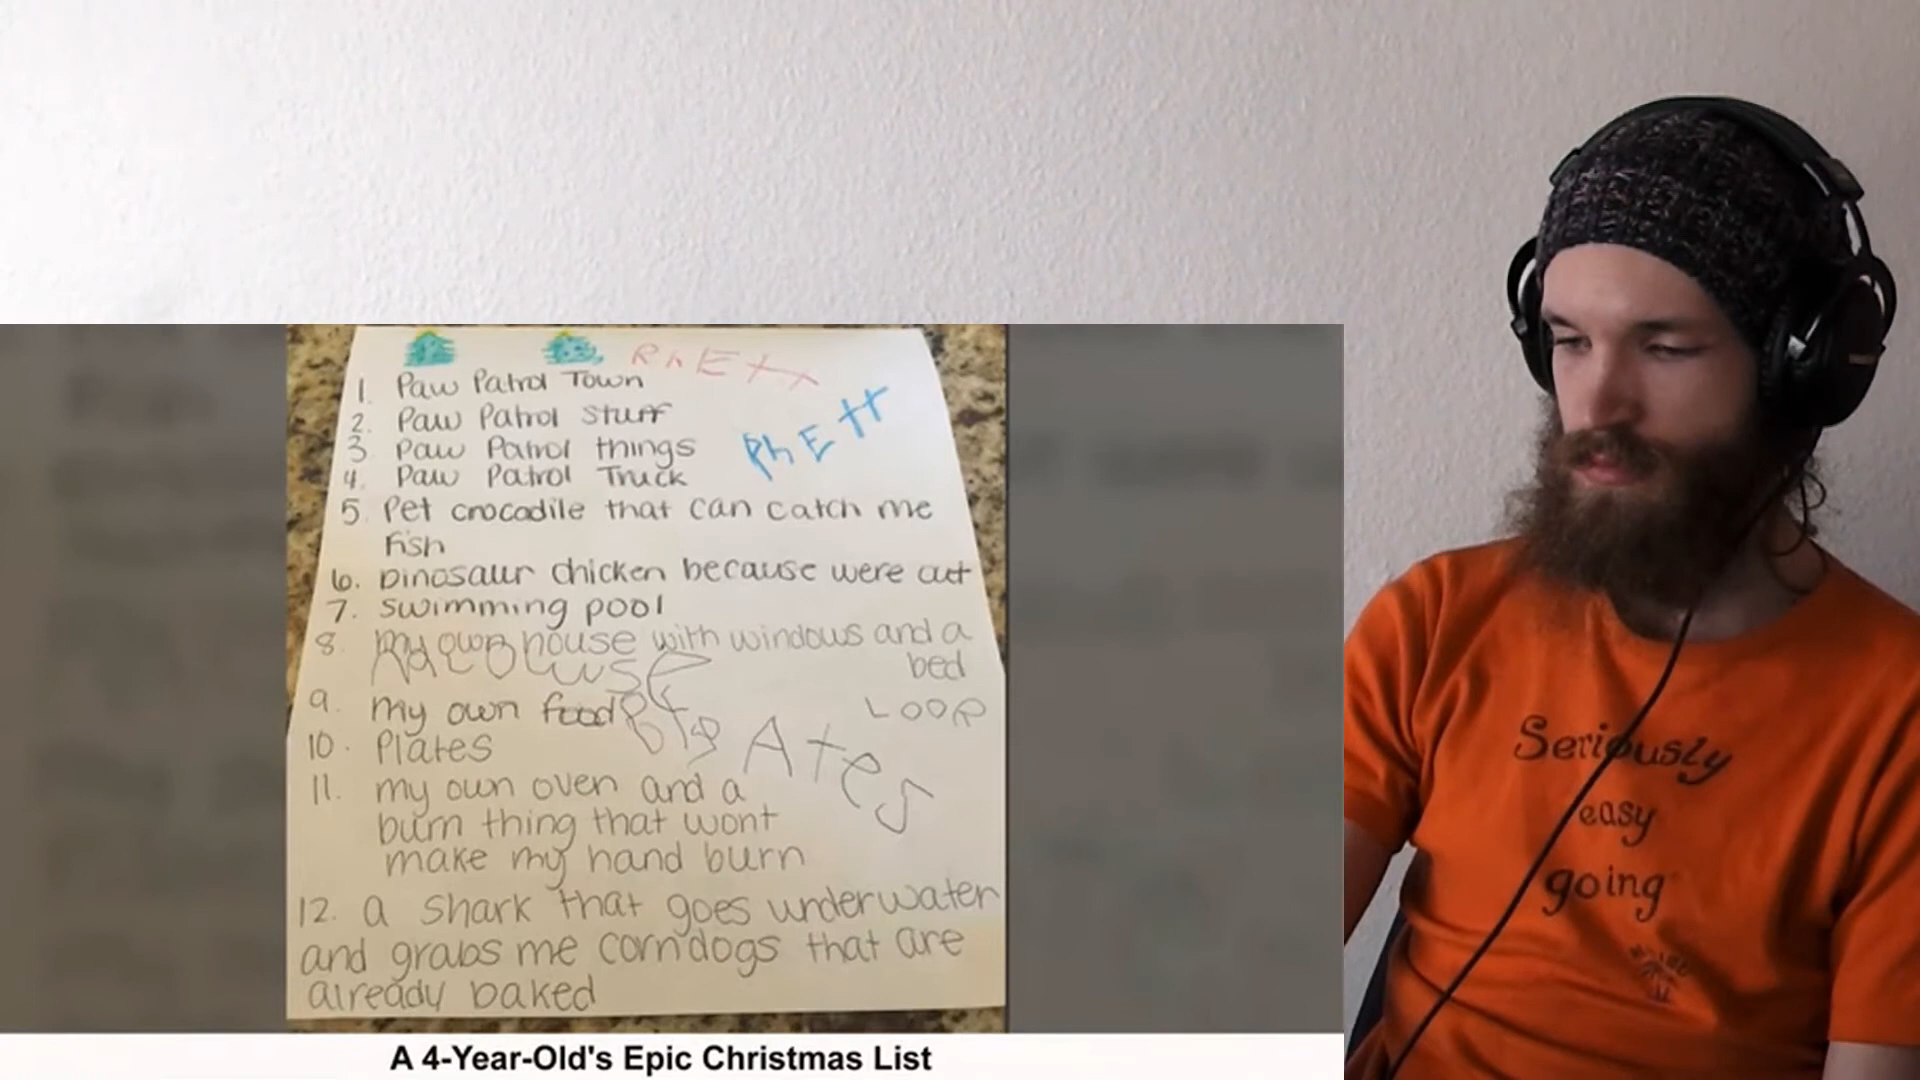 RhEtt
1. Paw Patrol Town
2. Paw Patrol stuff
RhEtt
3 Paw Patrol things
4. Paw Patrol Truck
5. Pet crocodile that can catch me
fish
6. Dinosaur chicken because were out
7. swimming pool
8. my own house with windows and a
bed
9. my own food
LOOP
10. Plates
Ates
11. my own oven and a
burn thing that wont
make my hand burn
12. a shark that goes underwater
and grabs me corndogs that are
already baked
A 4-Year-Old's Epic Christmas List
Seriously
easy
going